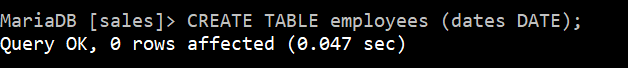 MariaDB [sales]> CREATE TABLE employees (dates DATE);
Query OK, 0 rows affected (0.047 sec)